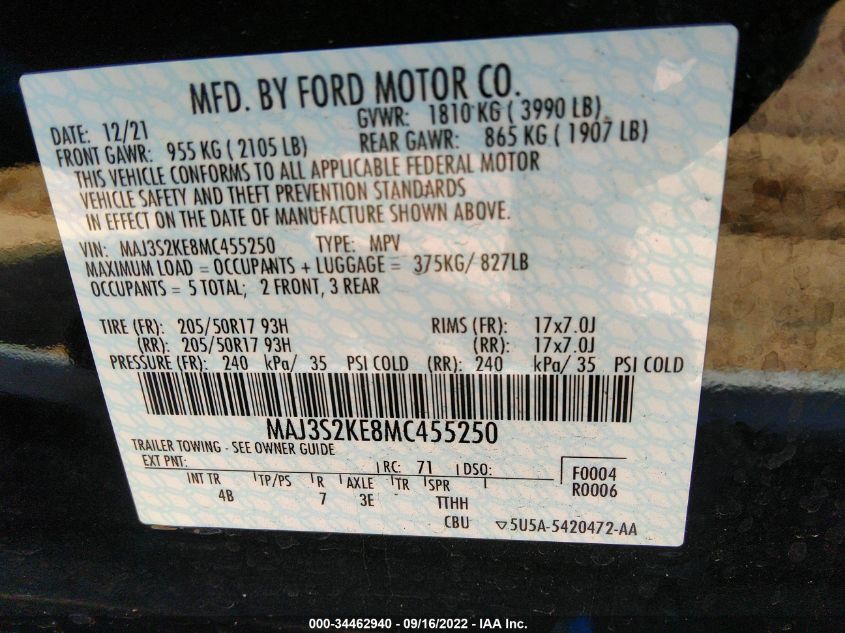 MFD. BY FORD MOTOR CO.
DATE: 12/21 GVWR: 1810 KG ( 3990 LB)
FRONT GAWR: 955 KG ( 2105 LB) REAR GAWR: 865 KG ( 1907 LB)
THIS VEHICLE CONFORMS TO ALL APPLICABLE FEDERAL MOTOR
VEHICLE SAFETY AND THEFT PREVENTION STANDARDS
IN EFFECT ON THE DATE OF MANUFACTURE SHOWN ABOVE.
VIN: MAJ3S2KE8MC455250 TYPE: MPV
MAXIMUM LOAD = OCCUPANTS + LUGGAGE = 375KG/ 827LB
OCCUPANTS = 5 TOTAL; 2 FRONT, 3 REAR
TIRE (FR): 205/50R17 93H RIMS (FR): 17x7.0J
(RR): 205/50R17 93H (RR): 17x7.0J
PRESSURE (FR): 240 kPa/ 35 PSI COLD (RR): 240 kPa/ 35 PSI COLD
MAJ3S2KE8MC455250
TRAILER TOWING - SEE OWNER GUIDE
EXT PNT: RC: 71 DSO: F0004
INT TR TP/PS R AXLE TR SPR R0006
4B 7 3E TTHH
CBU ▽5U5A-5420472-AA
000-34462940 - 09/16/2022 - IAA Inc.